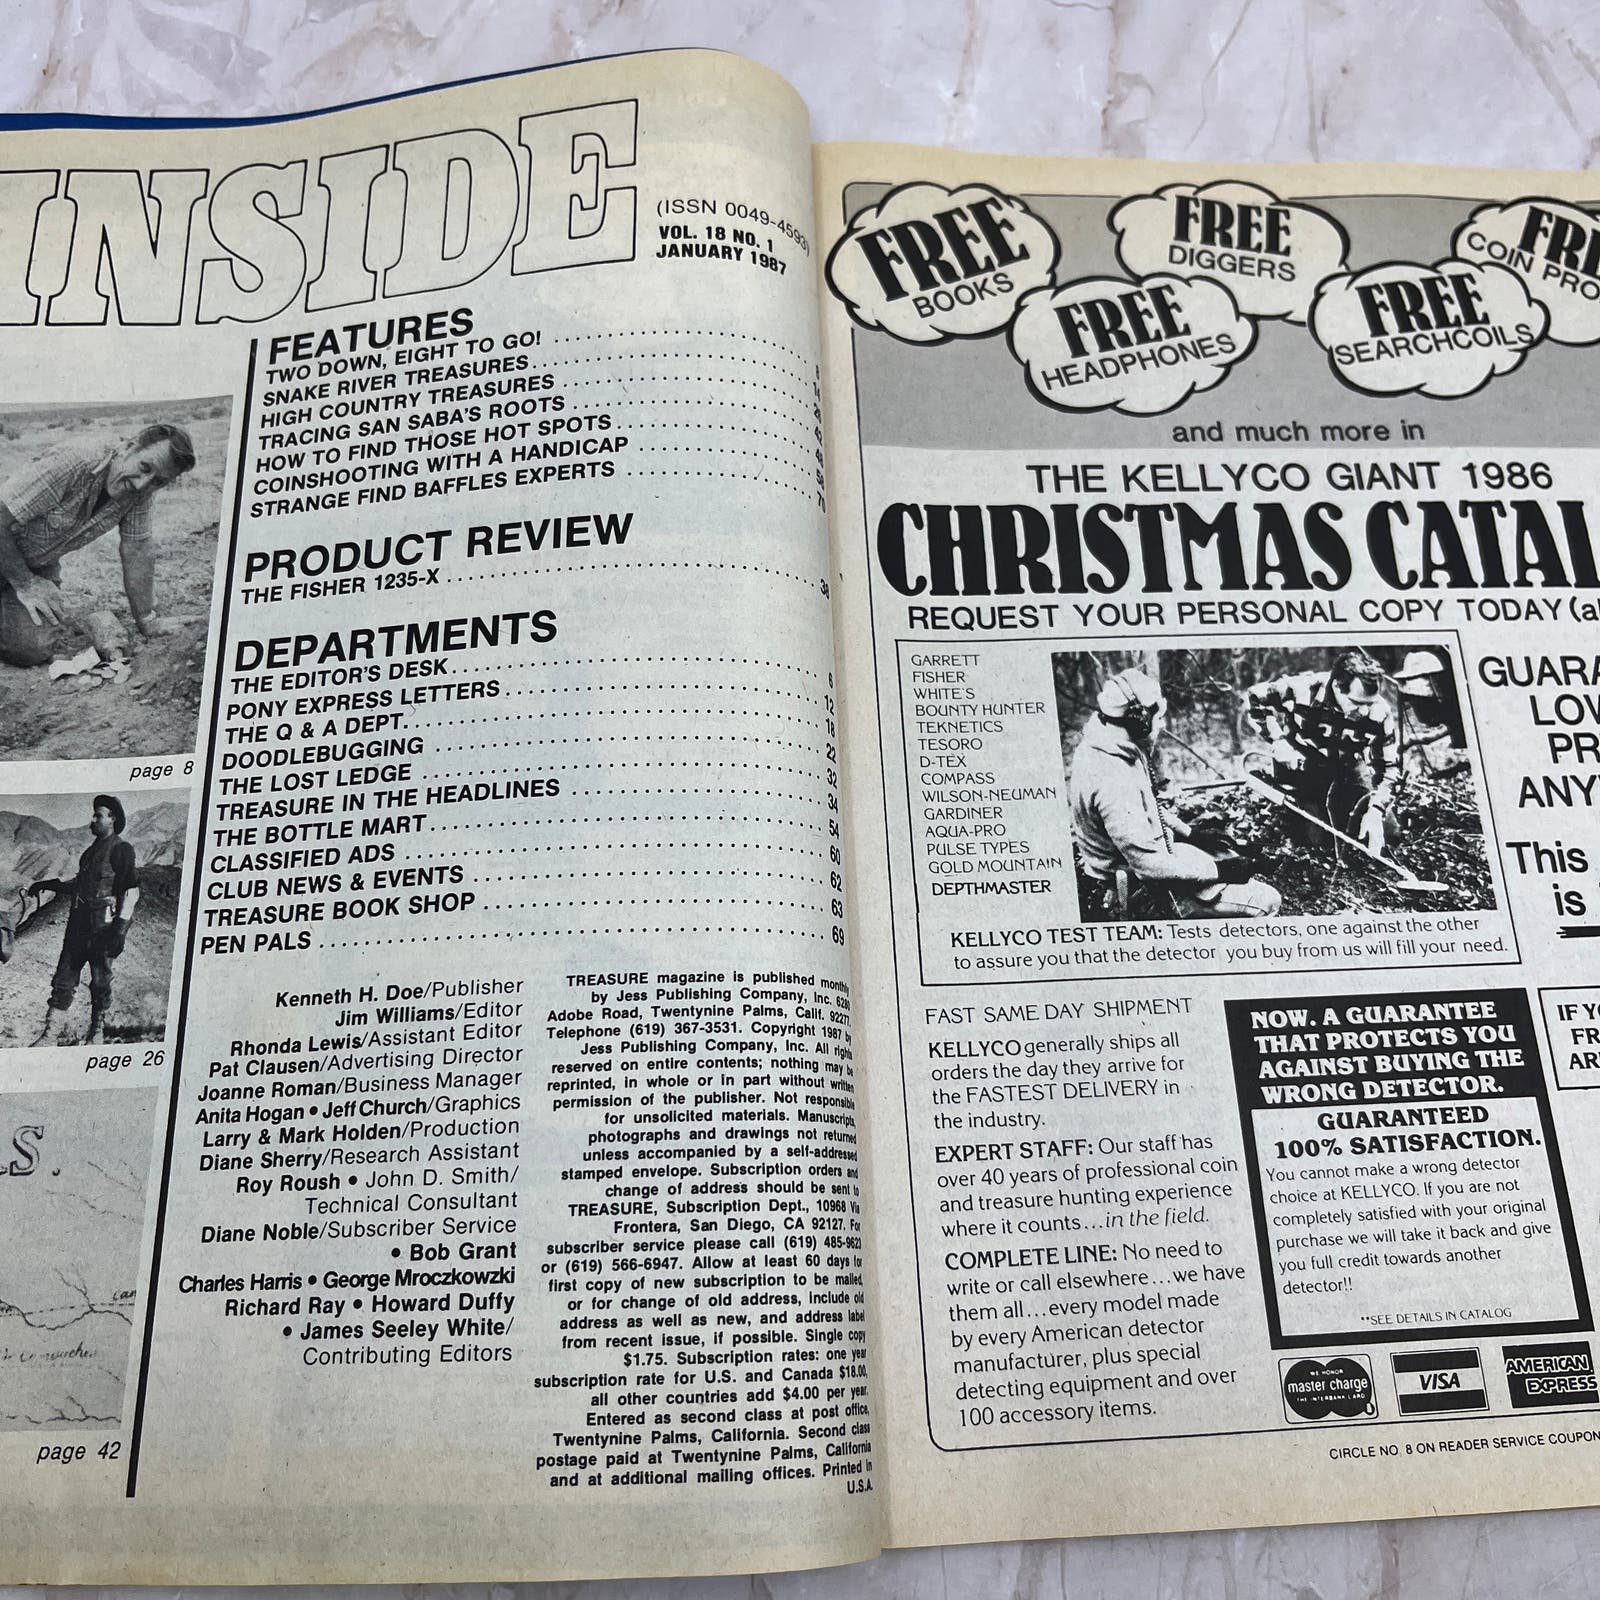 INSIDE
(ISSN 0049-4593)
VOL. 18 NO. 1
JANUARY 1987
FEATURES
TWO DOWN, EIGHT TO GO! 8
SNAKE RIVER TREASURES 14
HIGH COUNTRY TREASURES
TRACING SAN SABA'S ROOTS
HOW TO FIND THOSE HOT SPOTS
COINSHOOTING WITH A HANDICAP
STRANGE FIND BAFFLES EXPERTS 70
PRODUCT REVIEW
THE FISHER 1235-X 38
DEPARTMENTS
THE EDITOR'S DESK 6
PONY EXPRESS LETTERS 12
THE Q & A DEPT. 18
DOODLEBUGGING 22
THE LOST LEDGE 32
TREASURE IN THE HEADLINES 34
THE BOTTLE MART 54
CLASSIFIED ADS 60
CLUB NEWS & EVENTS 62
TREASURE BOOK SHOP 63
PEN PALS 69
page 8
page 26
S.
page 42
Kenneth H. Doe/Publisher
Jim Williams/Editor
Rhonda Lewis/Assistant Editor
Pat Clausen/Advertising Director
Joanne Roman/Business Manager
Anita Hogan • Jeff Church/Graphics
Larry & Mark Holden/Production
Diane Sherry/Research Assistant
Roy Roush • John D. Smith/
Technical Consultant
Diane Noble/Subscriber Service
• Bob Grant
Charles Harris • George Mroczkowzki
Richard Ray • Howard Duffy
• James Seeley White/
Contributing Editors
TREASURE magazine is published monthly
by Jess Publishing Company, Inc. 6280
Adobe Road, Twentynine Palms, Calif. 92277,
Telephone (619) 367-3531. Copyright 1987 by
Jess Publishing Company, Inc. All rights
reserved on entire contents; nothing may be
reprinted, in whole or in part without written
permission of the publisher. Not responsible
for unsolicited materials. Manuscripts,
photographs and drawings not returned
unless accompanied by a self-addressed
stamped envelope. Subscription orders and
change of address should be sent to
TREASURE, Subscription Dept., 10968 Via
Frontera, San Diego, CA 92127. For
subscriber service please call (619) 485-9623
or (619) 566-6947. Allow at least 60 days for
first copy of new subscription to be mailed,
or for change of old address, include old
address as well as new, and address label
from recent issue, if possible. Single copy
$1.75. Subscription rates: one year
subscription rate for U.S. and Canada $18.00,
all other countries add $4.00 per year.
Entered as second class at post office,
Twentynine Palms, California. Second class
postage paid at Twentynine Palms, California
and at additional mailing offices. Printed in
U.S.A.
FREE
BOOKS
FREE
DIGGERS
FREE
HEADPHONES
FREE
SEARCHCOILS
FRE
COIN PRO
and much more in
THE KELLYCO GIANT 1986
CHRISTMAS CATAL
REQUEST YOUR PERSONAL COPY TODAY (al
GARRETT
FISHER
WHITE'S
BOUNTY HUNTER
TEKNETICS
TESORO
D-TEX
COMPASS
WILSON-NEUMAN
GARDINER
AQUA-PRO
PULSE TYPES
GOLD MOUNTAIN
DEPTHMASTER
KELLYCO TEST TEAM: Tests detectors, one against the other
to assure you that the detector you buy from us will fill your need.
GUARA
LOW
PR
ANY
This
is
FAST SAME DAY SHIPMENT
KELLYCO generally ships all
orders the day they arrive for
the FASTEST DELIVERY in
the industry.
EXPERT STAFF: Our staff has
over 40 years of professional coin
and treasure hunting experience
where it counts...in the field.
COMPLETE LINE: No need to
write or call elsewhere...we have
them all...every model made
by every American detector
manufacturer, plus special
detecting equipment and over
100 accessory items.
NOW. A GUARANTEE
THAT PROTECTS YOU
AGAINST BUYING THE
WRONG DETECTOR.
GUARANTEED
100% SATISFACTION.
You cannot make a wrong detector
choice at KELLYCO. If you are not
completely satisfied with your original
purchase we will take it back and give
you full credit towards another
detector!!
**SEE DETAILS IN CATALOG
IF Y
FR
AR
WE HONOR
master charge
THE INTERBANK CARD
VISA
AMERICAN
EXPRESS
CIRCLE NO. 8 ON READER SERVICE COUPON